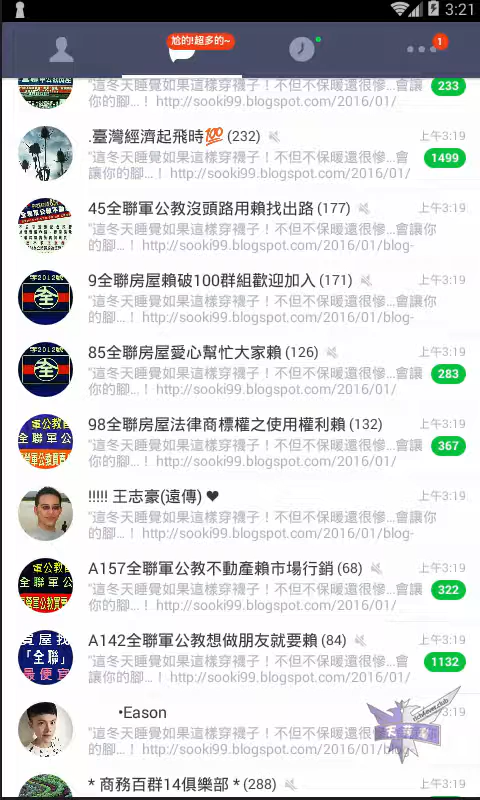 3:21
尬的!超多的~
1
"這冬天睡覺如果這樣穿襪子！不但不保暖還很慘...會讓
你的腳...！ http://sooki99.blogspot.com/2016/01/
233
.臺灣經濟起飛時💯 (232)
上午3:19
"這冬天睡覺如果這樣穿襪子！不但不保暖還很慘...會
讓你的腳...！ http://sooki99.blogspot.com/2016/01/
1499
45全聯軍公教沒頭路用賴找出路 (177)
上午3:19
"這冬天睡覺如果這樣穿襪子！不但不保暖還很慘...會讓你
的腳...！ http://sooki99.blogspot.com/2016/01/blog-
9全聯房屋賴破100群組歡迎加入 (171)
上午3:19
"這冬天睡覺如果這樣穿襪子！不但不保暖還很慘...會讓你
的腳...！ http://sooki99.blogspot.com/2016/01/blog-
85全聯房屋愛心幫忙大家賴 (126)
上午3:19
"這冬天睡覺如果這樣穿襪子！不但不保暖還很慘...會讓
你的腳...！ http://sooki99.blogspot.com/2016/01/
283
98全聯房屋法律商標權之使用權利賴 (132)
上午3:19
"這冬天睡覺如果這樣穿襪子！不但不保暖還很慘...會讓
你的腳...！ http://sooki99.blogspot.com/2016/01/
367
!!!!! 王志豪(遠傳) ♥
上午3:19
"這冬天睡覺如果這樣穿襪子！不但不保暖還很慘...會讓你
的腳...！ http://sooki99.blogspot.com/2016/01/blog-
A157全聯軍公教不動產賴市場行銷 (68)
上午3:19
"這冬天睡覺如果這樣穿襪子！不但不保暖還很慘...會讓
你的腳...！ http://sooki99.blogspot.com/2016/01/
322
A142全聯軍公教想做朋友就要賴 (84)
上午3:19
"這冬天睡覺如果這樣穿襪子！不但不保暖還很慘...會
讓你的腳...！ http://sooki99.blogspot.com/2016/01/
1132
•Eason
3:19
"這冬天睡覺如果這樣穿襪子！不但不保暖還很慘...會讓你
的腳...！ http://sooki99.blogspot.com/2016/01/blog-
* 商務百群14俱樂部 * (288)
上午3:19